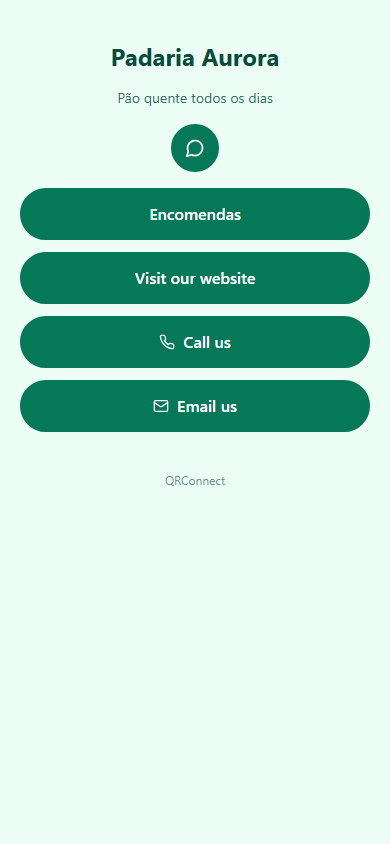 Padaria Aurora
Pão quente todos os dias
Encomendas
Visit our website
Call us
Email us
QRConnect